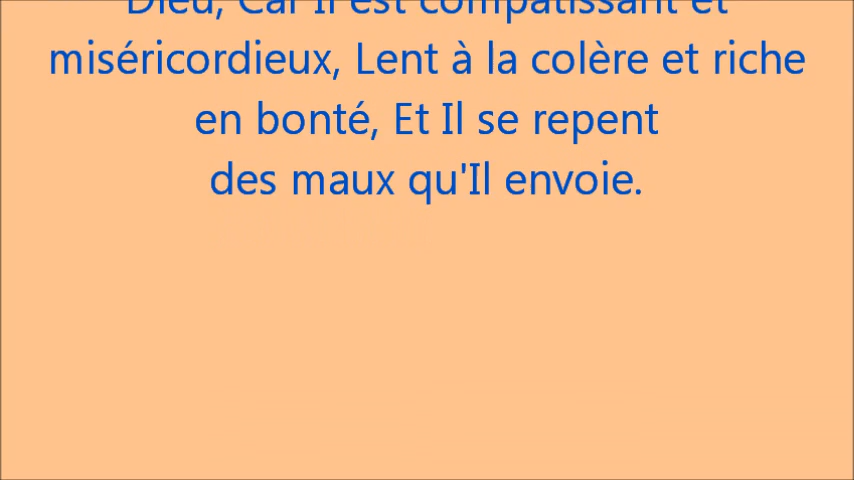 Dieu, Car Il est compatissant et
miséricordieux, Lent à la colère et riche
en bonté, Et Il se repent
des maux qu'Il envoie.